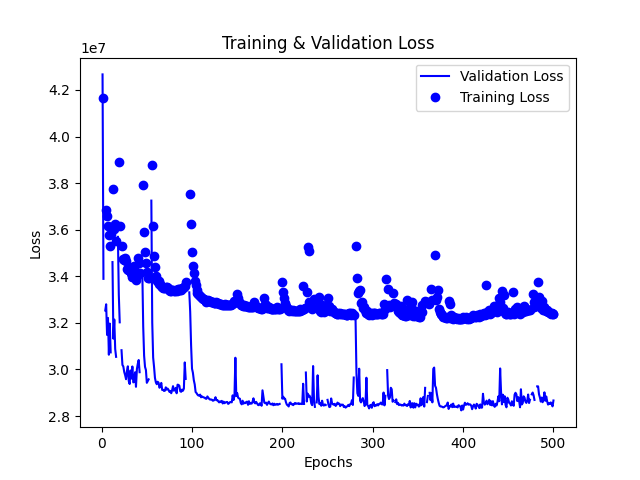 Training & Validation Loss
1e7
Validation Loss
Training Loss
4.2
4.0
3.8
3.6
3.4
3.2
3.0
2.8
Loss
0 100 200 300 400 500
Epochs